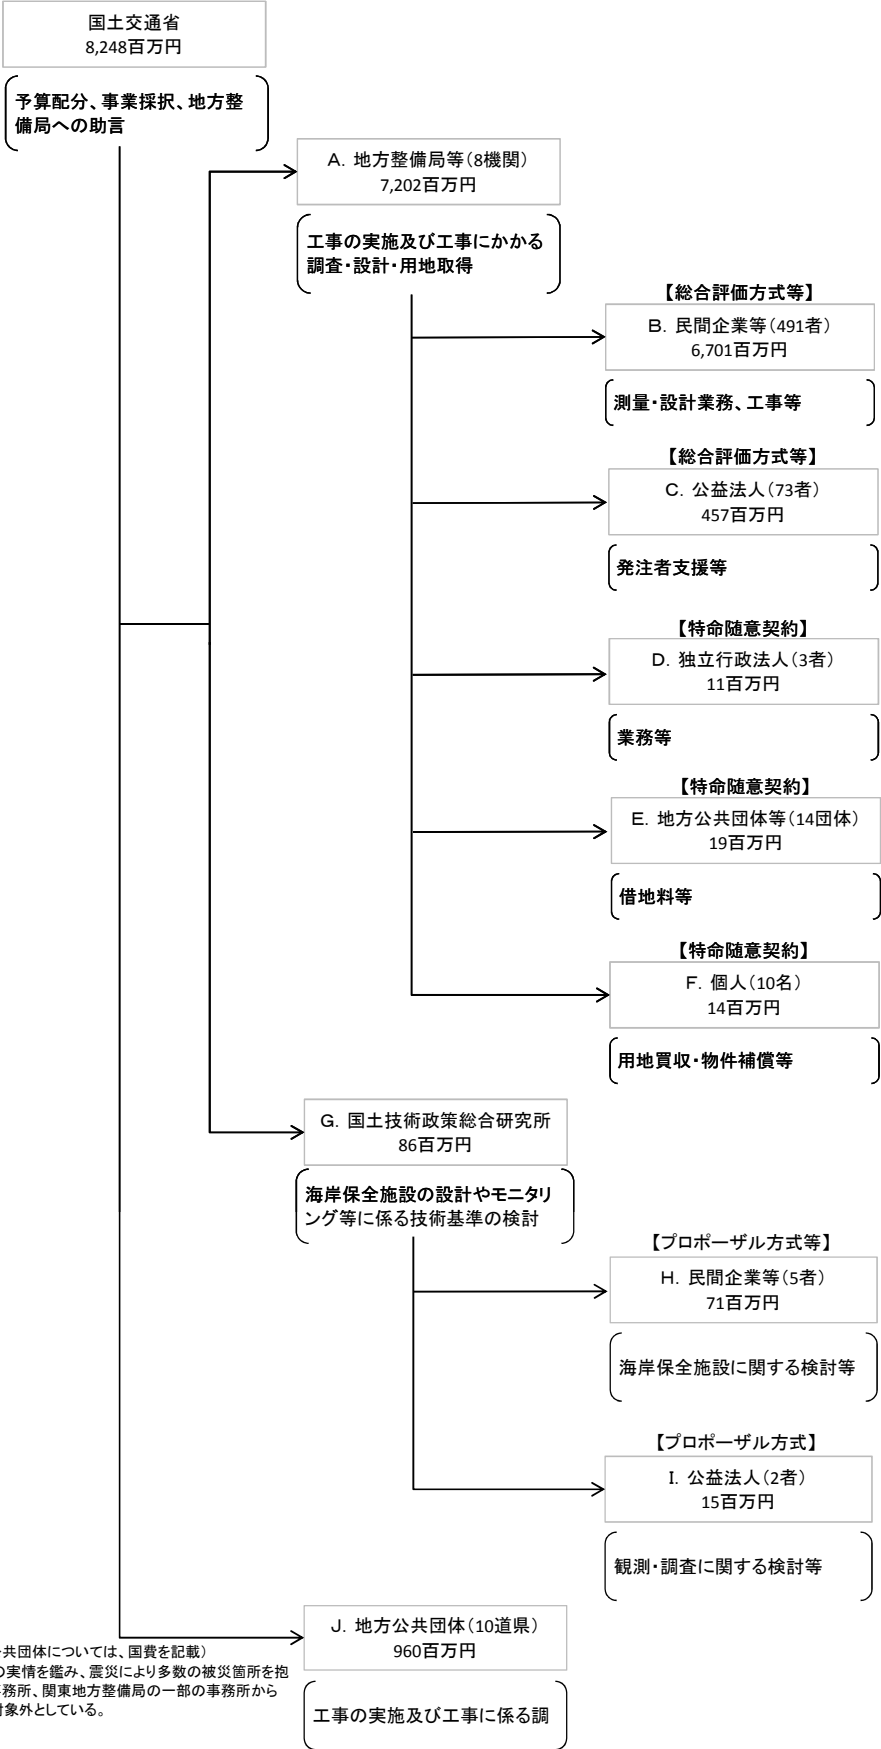 国土交通省
8,248百万円
予算配分、事業採択、地方整
備局への助言
A. 地方整備局等(8機関)
7,202百万円
工事の実施及び工事にかかる
調査・設計・用地取得
【総合評価方式等】
B. 民間企業等(491者)
6,701百万円
測量・設計業務、工事等
【総合評価方式等】
C. 公益法人(73者)
457百万円
発注者支援等
【特命随意契約】
D. 独立行政法人(3者)
11百万円
業務等
【特命随意契約】
E. 地方公共団体等(14団体)
19百万円
借地料等
【特命随意契約】
F. 個人(10名)
14百万円
用地買収・物件補償等
G. 国土技術政策総合研究所
86百万円
海岸保全施設の設計やモニタリ
ング等に係る技術基準の検討
【プロポーザル方式等】
H. 民間企業等(5者)
71百万円
海岸保全施設に関する検討等
【プロポーザル方式】
I. 公益法人(2者)
15百万円
観測・調査に関する検討等
J. 地方公共団体(10道県)
960百万円
工事の実施及び工事に係る調
共団体については、国費を記載)
の実情を鑑み、震災により多数の被災箇所を抱
務所、関東地方整備局の一部の事務所から
対象外としている。